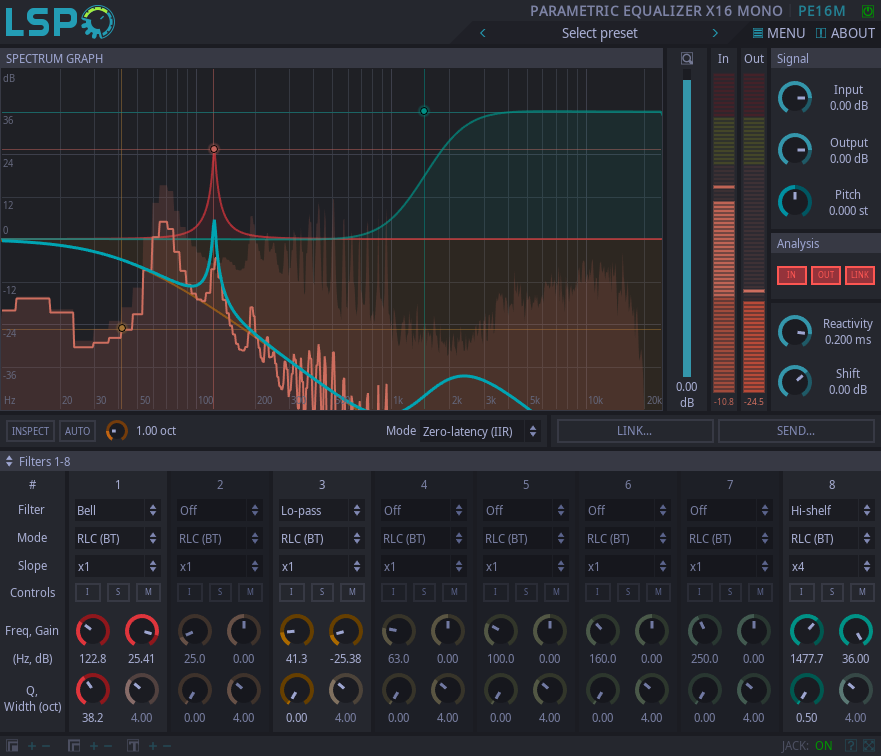 LSP
PARAMETRIC EQUALIZER X16 MONO PE16M
Select preset
MENU ABOUT
SPECTRUM GRAPH
In Out
Signal
dB
36
24
12
0
-12
-24
-36
Hz 20 30 50 100 200 1k 2k 3k 5k 10k 20k
0.00
dB
-10.8 -24.5
Input
0.00 dB
Output
0.00 dB
Pitch
0.000 st
Analysis
IN OUT LINK
Reactivity
0.200 ms
Shift
0.00 dB
INSPECT AUTO 1.00 oct Mode Zero-latency (IIR) LINK... SEND...
Filters 1-8
# 1 2 3 4 5 6 7 8
Filter Bell Off Lo-pass Off Off Off Off Hi-shelf
Mode RLC (BT) RLC (BT) RLC (BT) RLC (BT) RLC (BT) RLC (BT) RLC (BT) RLC (BT)
Slope x1 x1 x1 x1 x1 x1 x1 x4
Controls I S M I S M I S M I S M I S M I S M I S M I S M
Freq, Gain
(Hz, dB) 122.8 25.41 25.0 0.00 41.3 -25.38 63.0 0.00 100.0 0.00 160.0 0.00 250.0 0.00 1477.7 36.00
Q,
Width (oct)
38.2 4.00 0.00 4.00 0.00 4.00 0.00 4.00 0.00 4.00 0.00 4.00 0.00 4.00 0.50 4.00
JACK: ON ?